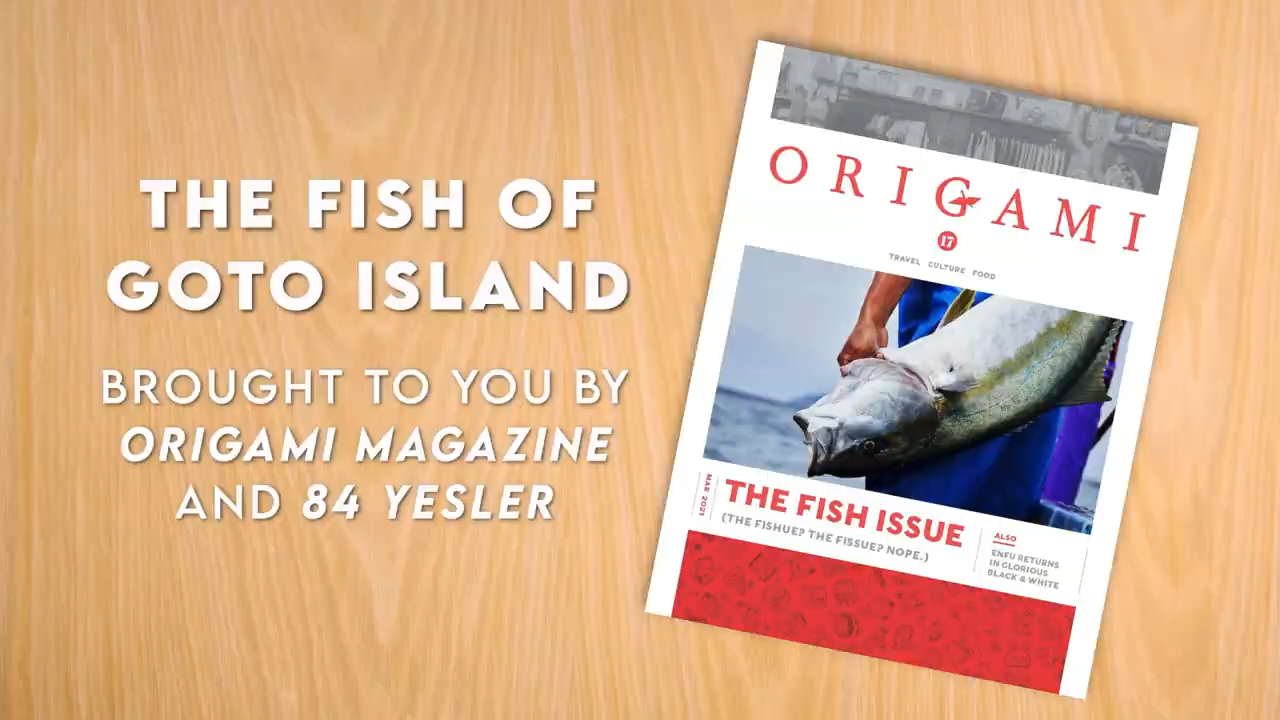 THE FISH OF
GOTO ISLAND
BROUGHT TO YOU BY
ORIGAMI MAGAZINE
AND 84 YESLER
ORIGAMI
17
TRAVEL CULTURE FOOD
MAR 2021
THE FISH ISSUE
(THE FISHUE? THE FISSUE? NOPE.)
ALSO
ENFU RETURNS
IN GLORIOUS
BLACK & WHITE